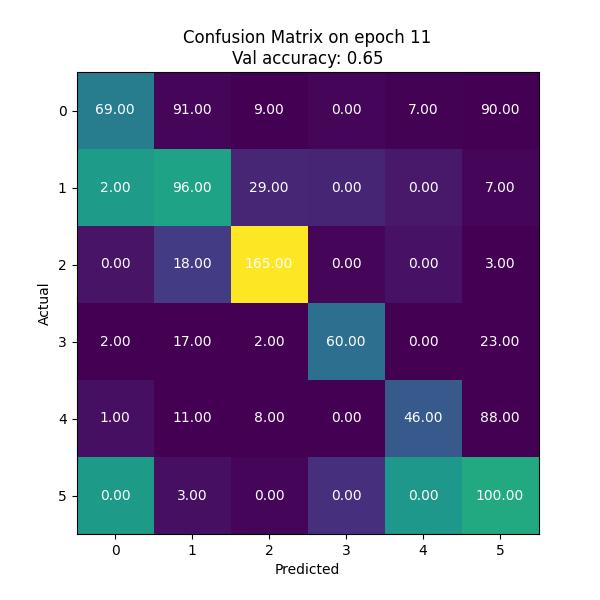 Confusion Matrix on epoch 11
Val accuracy: 0.65
0 69.00 91.00 9.00 0.00 7.00 90.00
1 2.00 96.00 29.00 0.00 0.00 7.00
2 0.00 18.00 165.00 0.00 0.00 3.00
Actual
3 2.00 17.00 2.00 60.00 0.00 23.00
4 1.00 11.00 8.00 0.00 46.00 88.00
5 0.00 3.00 0.00 0.00 0.00 100.00
0 1 2 3 4 5
Predicted